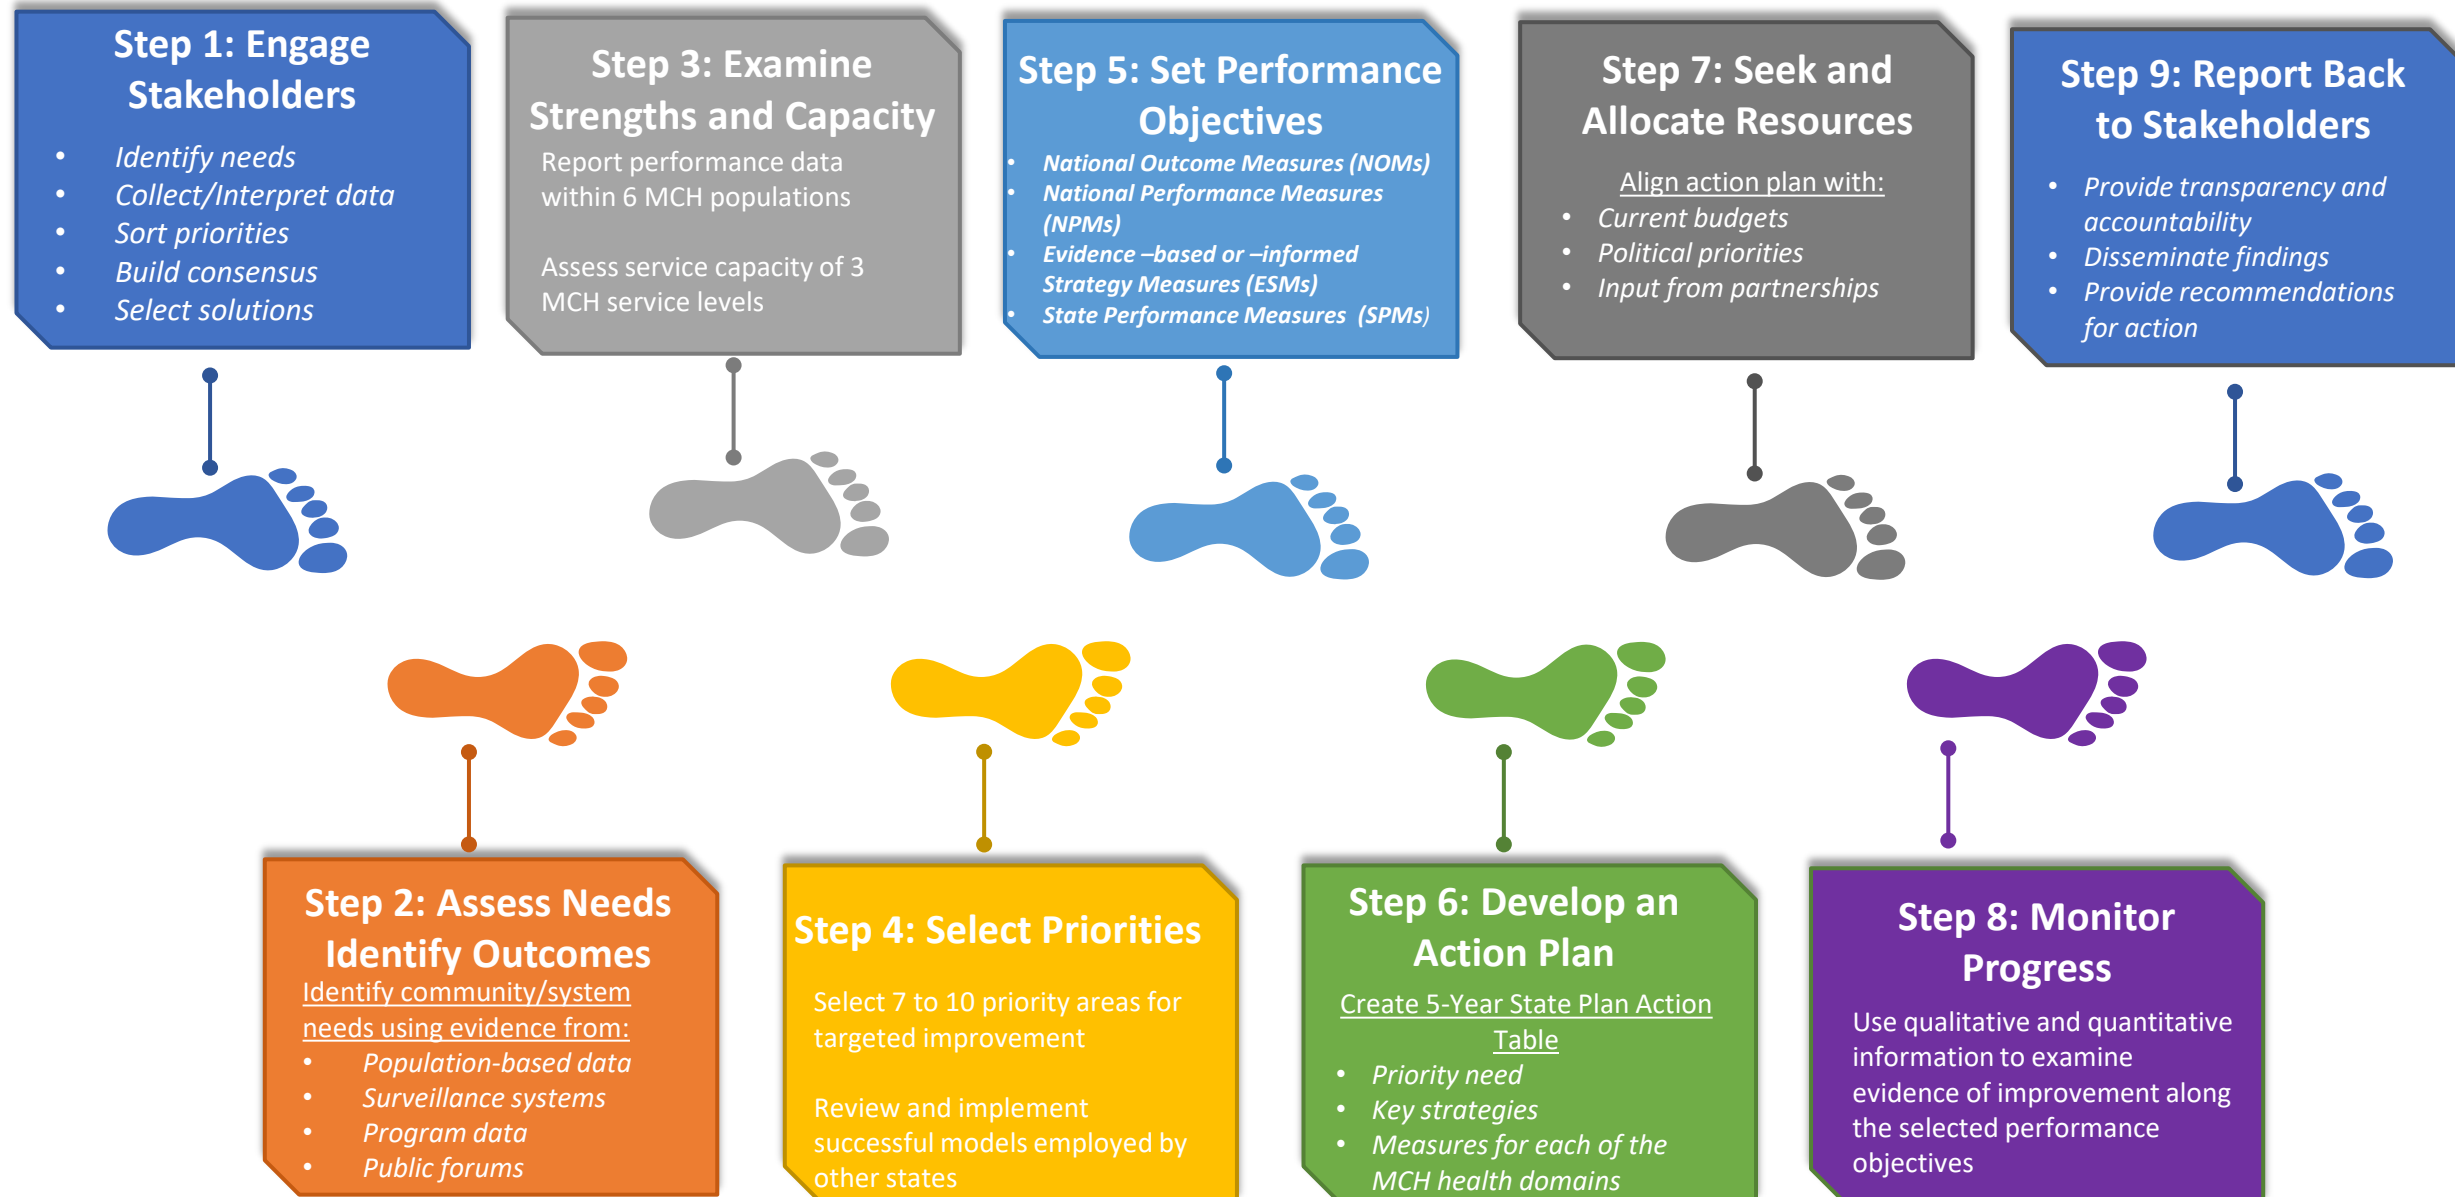 Step 1: Engage
Stakeholders
• Identify needs
• Collect/Interpret data
• Sort priorities
• Build consensus
• Select solutions
Step 2: Assess Needs
Identify Outcomes
Identify community/system
needs using evidence from:
• Population-based data
• Surveillance systems
• Program data
• Public forums
Step 3: Examine
Strengths and Capacity
Report performance data
within 6 MCH populations
Assess service capacity of 3
MCH service levels
Step 4: Select Priorities
Select 7 to 10 priority areas for
targeted improvement
Review and implement
successful models employed by
other states
Step 5: Set Performance
Objectives
• National Outcome Measures (NOMs)
• National Performance Measures
(NPMs)
• Evidence –based or –informed
Strategy Measures (ESMs)
• State Performance Measures (SPMs)
Step 6: Develop an
Action Plan
Create 5-Year State Plan Action
Table
• Priority need
• Key strategies
• Measures for each of the
MCH health domains
Step 7: Seek and
Allocate Resources
Align action plan with:
• Current budgets
• Political priorities
• Input from partnerships
Step 8: Monitor
Progress
Use qualitative and quantitative
information to examine
evidence of improvement along
the selected performance
objectives
Step 9: Report Back
to Stakeholders
• Provide transparency and
accountability
• Disseminate findings
• Provide recommendations
for action